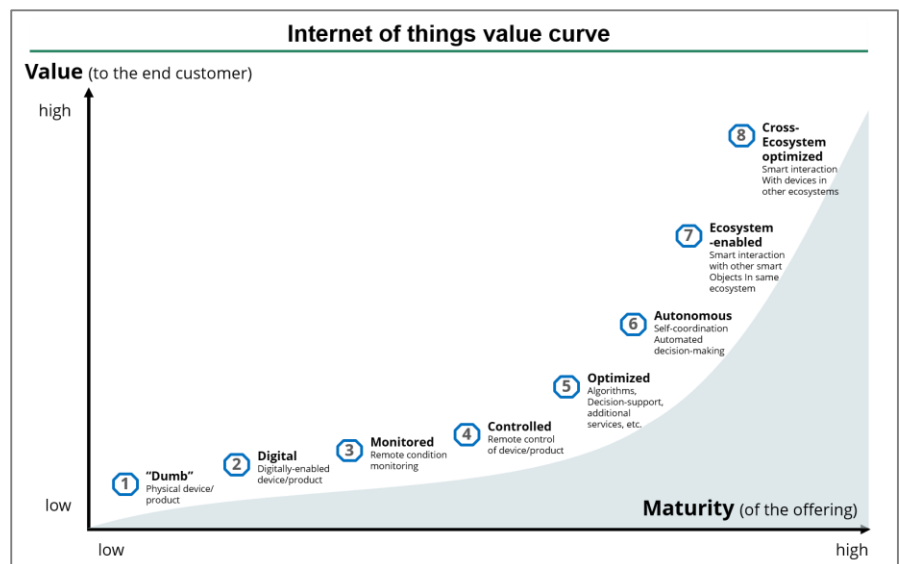 Internet of things value curve
Value (to the end customer)
high
8
Cross-
Ecosystem
optimized
Smart interaction
With devices in
other ecosystems
7
Ecosystem
-enabled
Smart interaction
with other smart
Objects In same
ecosystem
6
Autonomous
Self-coordination
Automated
decision-making
5
Optimized
Algorithms,
Decision-support,
additional
services, etc.
4
Controlled
Remote control
of device/product
3
Monitored
Remote condition
monitoring
2
Digital
Digitally-enabled
device/product
1
“Dumb”
Physical device/
product
low
Maturity (of the offering)
low
high